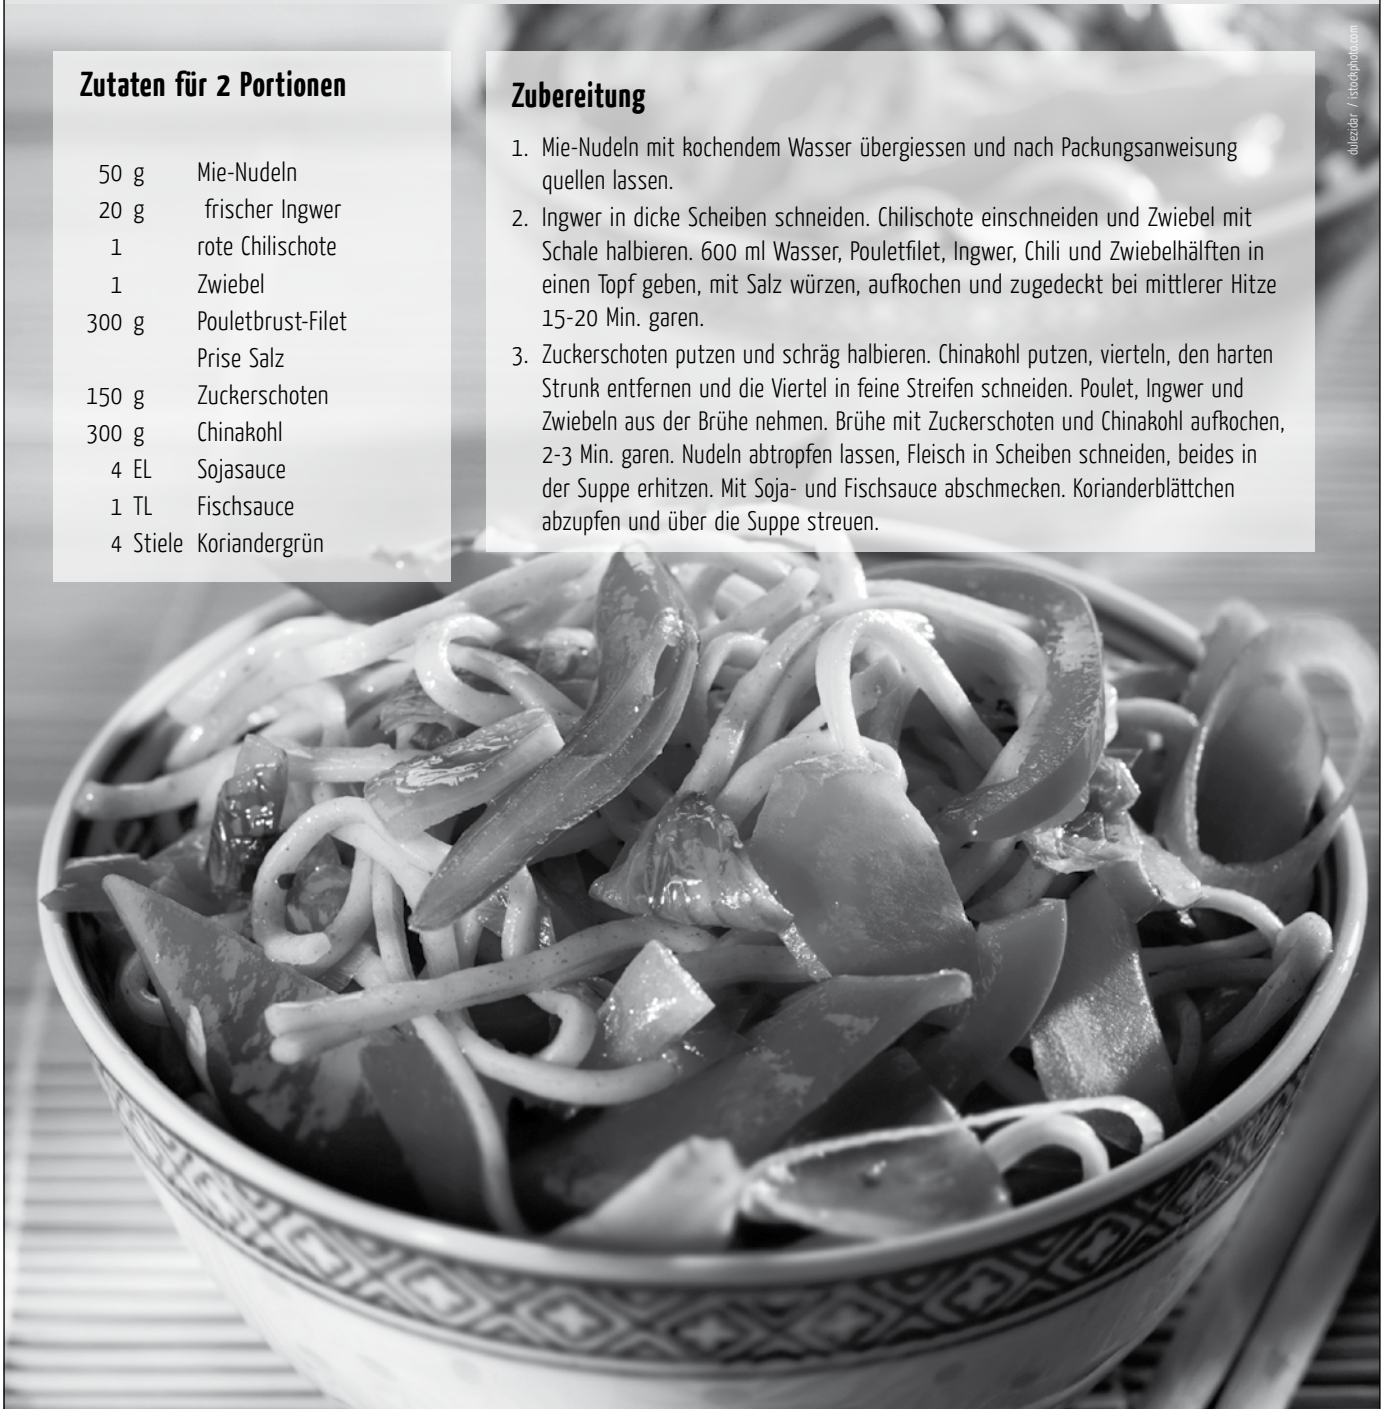 Zutaten für 2 Portionen
50 g Mie-Nudeln
20 g frischer Ingwer
1 rote Chilischote
1 Zwiebel
300 g Pouletbrust-Filet
Prise Salz
150 g Zuckerschoten
300 g Chinakohl
4 EL Sojasauce
1 TL Fischsauce
4 Stiele Koriandergrün
Zubereitung
1. Mie-Nudeln mit kochendem Wasser übergiessen und nach Packungsanweisung
quellen lassen.
2. Ingwer in dicke Scheiben schneiden. Chilischote einschneiden und Zwiebel mit
Schale halbieren. 600 ml Wasser, Pouletfilet, Ingwer, Chili und Zwiebelhälften in
einen Topf geben, mit Salz würzen, aufkochen und zugedeckt bei mittlerer Hitze
15-20 Min. garen.
3. Zuckerschoten putzen und schräg halbieren. Chinakohl putzen, vierteln, den harten
Strunk entfernen und die Viertel in feine Streifen schneiden. Poulet, Ingwer und
Zwiebeln aus der Brühe nehmen. Brühe mit Zuckerschoten und Chinakohl aufkochen,
2-3 Min. garen. Nudeln abtropfen lassen, Fleisch in Scheiben schneiden, beides in
der Suppe erhitzen. Mit Soja- und Fischsauce abschmecken. Korianderblättchen
abzupfen und über die Suppe streuen.
dulezidar / istockphoto.com